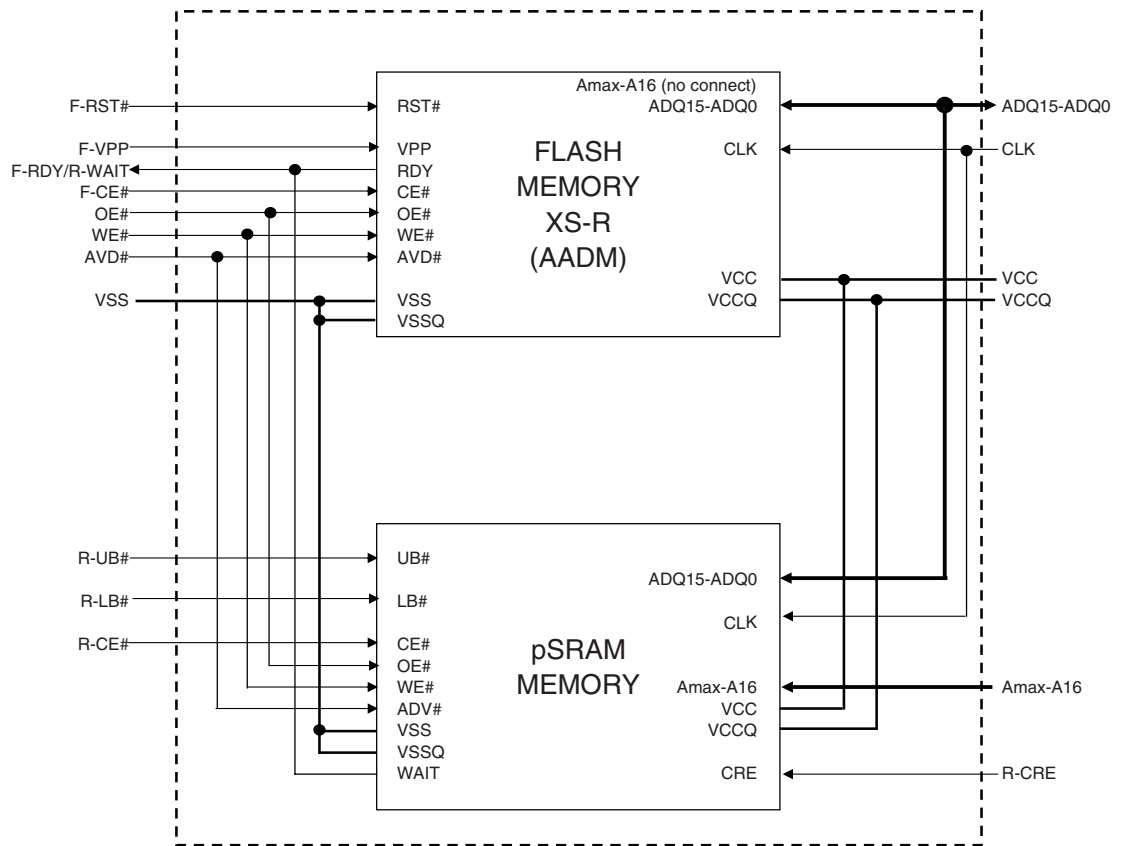 Amax-A16 (no connect)
F-RST#
RST#
ADQ15-ADQ0
ADQ15-ADQ0
F-VPP
VPP
CLK
CLK
F-RDY/R-WAIT
RDY
F-CE#
CE#
OE#
OE#
WE#
WE#
AVD#
AVD#
FLASH
MEMORY
XS-R
(AADM)
VCC
VCC
VSS
VSS
VCCQ
VCCQ
VSSQ
R-UB#
UB#
ADQ15-ADQ0
R-LB#
LB#
CLK
R-CE#
CE#
OE#
WE#
ADV#
VSS
VSSQ
WAIT
pSRAM
MEMORY
Amax-A16
Amax-A16
VCC
VCCQ
CRE
R-CRE